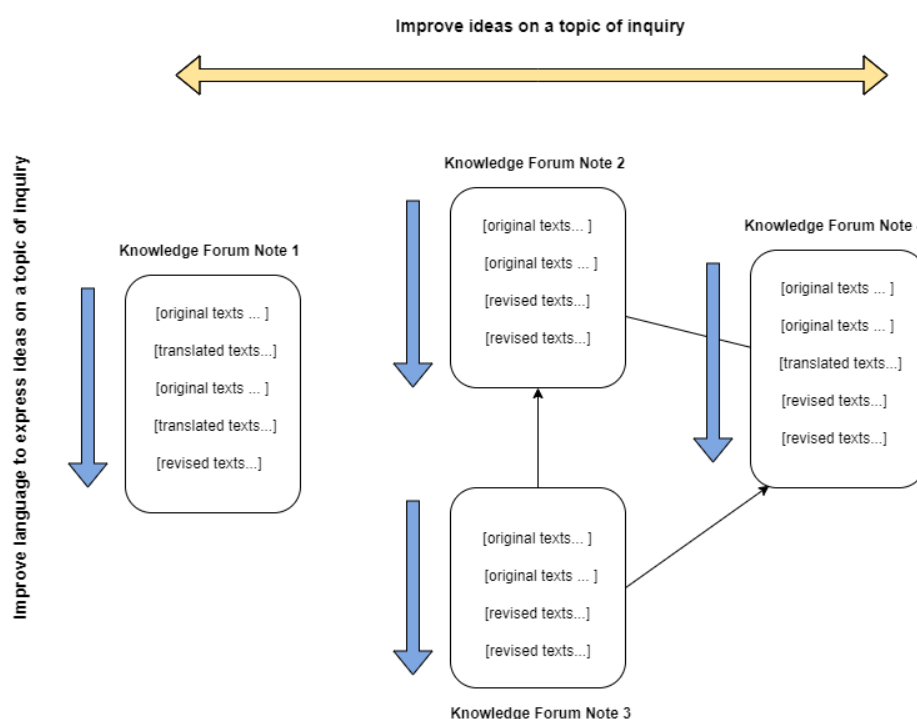 Improve ideas on a topic of inquiry
Improve language to express ideas on a topic of inquiry
Knowledge Forum Note 1
[original texts ... ]
[translated texts...]
[original texts ... ]
[translated texts...]
[revised texts...]
Knowledge Forum Note 2
[original texts... ]
[original texts ... ]
[revised texts...]
[revised texts...]
Knowledge Forum Note
[original texts ... ]
[original texts ... ]
[translated texts...]
[revised texts...]
[revised texts...]
[original texts... ]
[original texts ... ]
[revised texts...]
[revised texts...]
Knowledge Forum Note 3